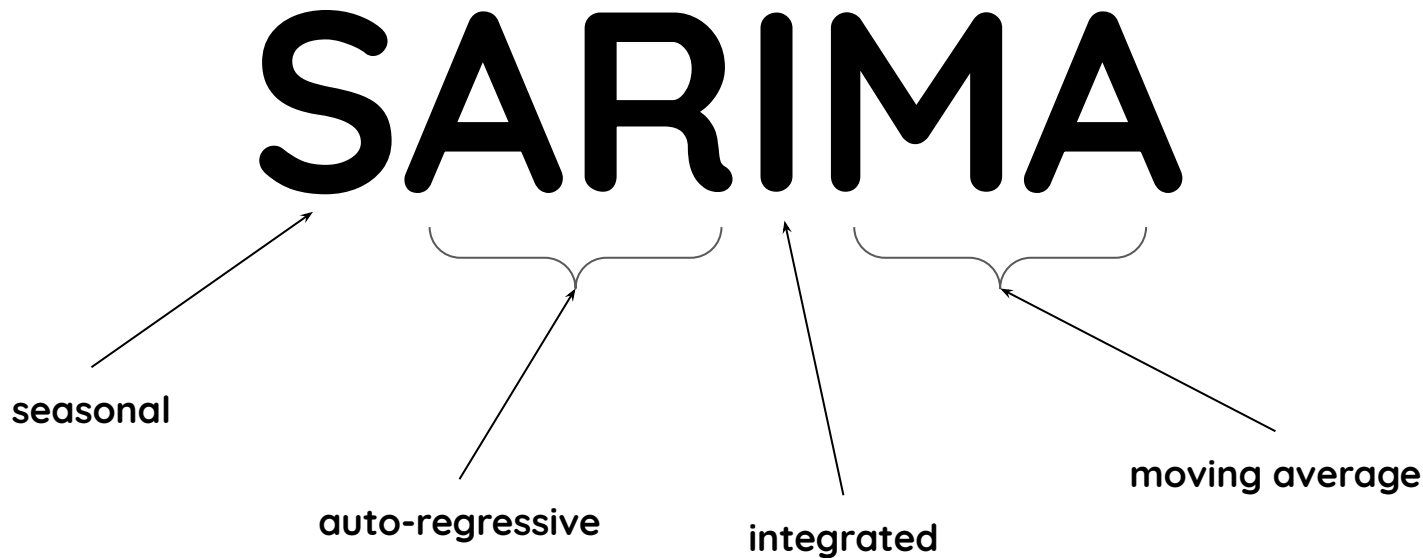 SARIMA
seasonal
auto-regressive
integrated
moving average